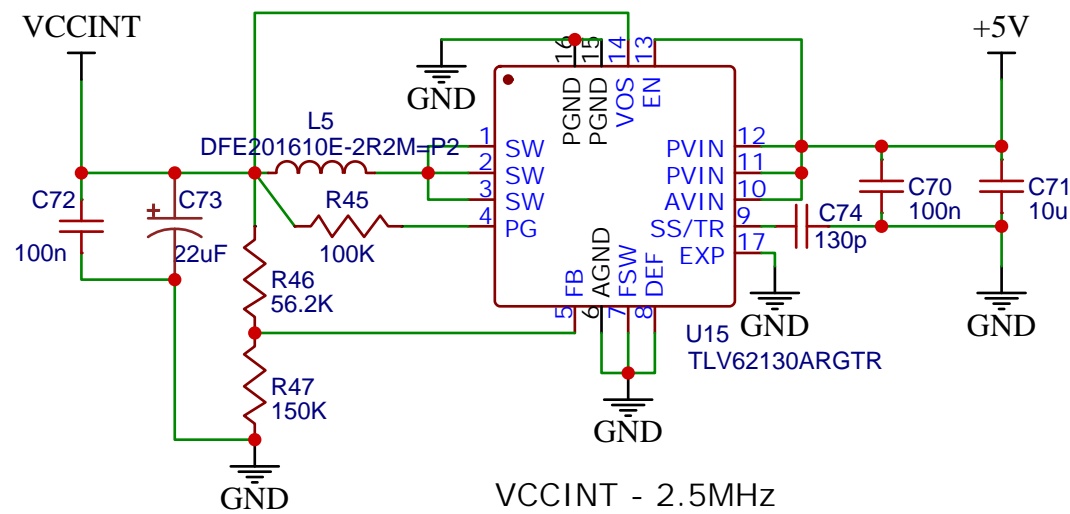 VCCINT
+5V
GND
16
15
14
13
PGND
PGND
VOS
EN
L5
DFE201610E-2R2M=P2
1
SW
PVIN
12
2
SW
PVIN
11
3
SW
AVIN
10
4
PG
SS/TR
9
EXP
17
C72
100n
C73
+
22uF
R45
100K
C74
130p
C70
100n
C71
10u
R46
56.2K
FB
AGND
FSW
DEF
5
6
7
8
GND
GND
U15
TLV62130ARGTR
R47
150K
GND
GND
VCCINT - 2.5MHz